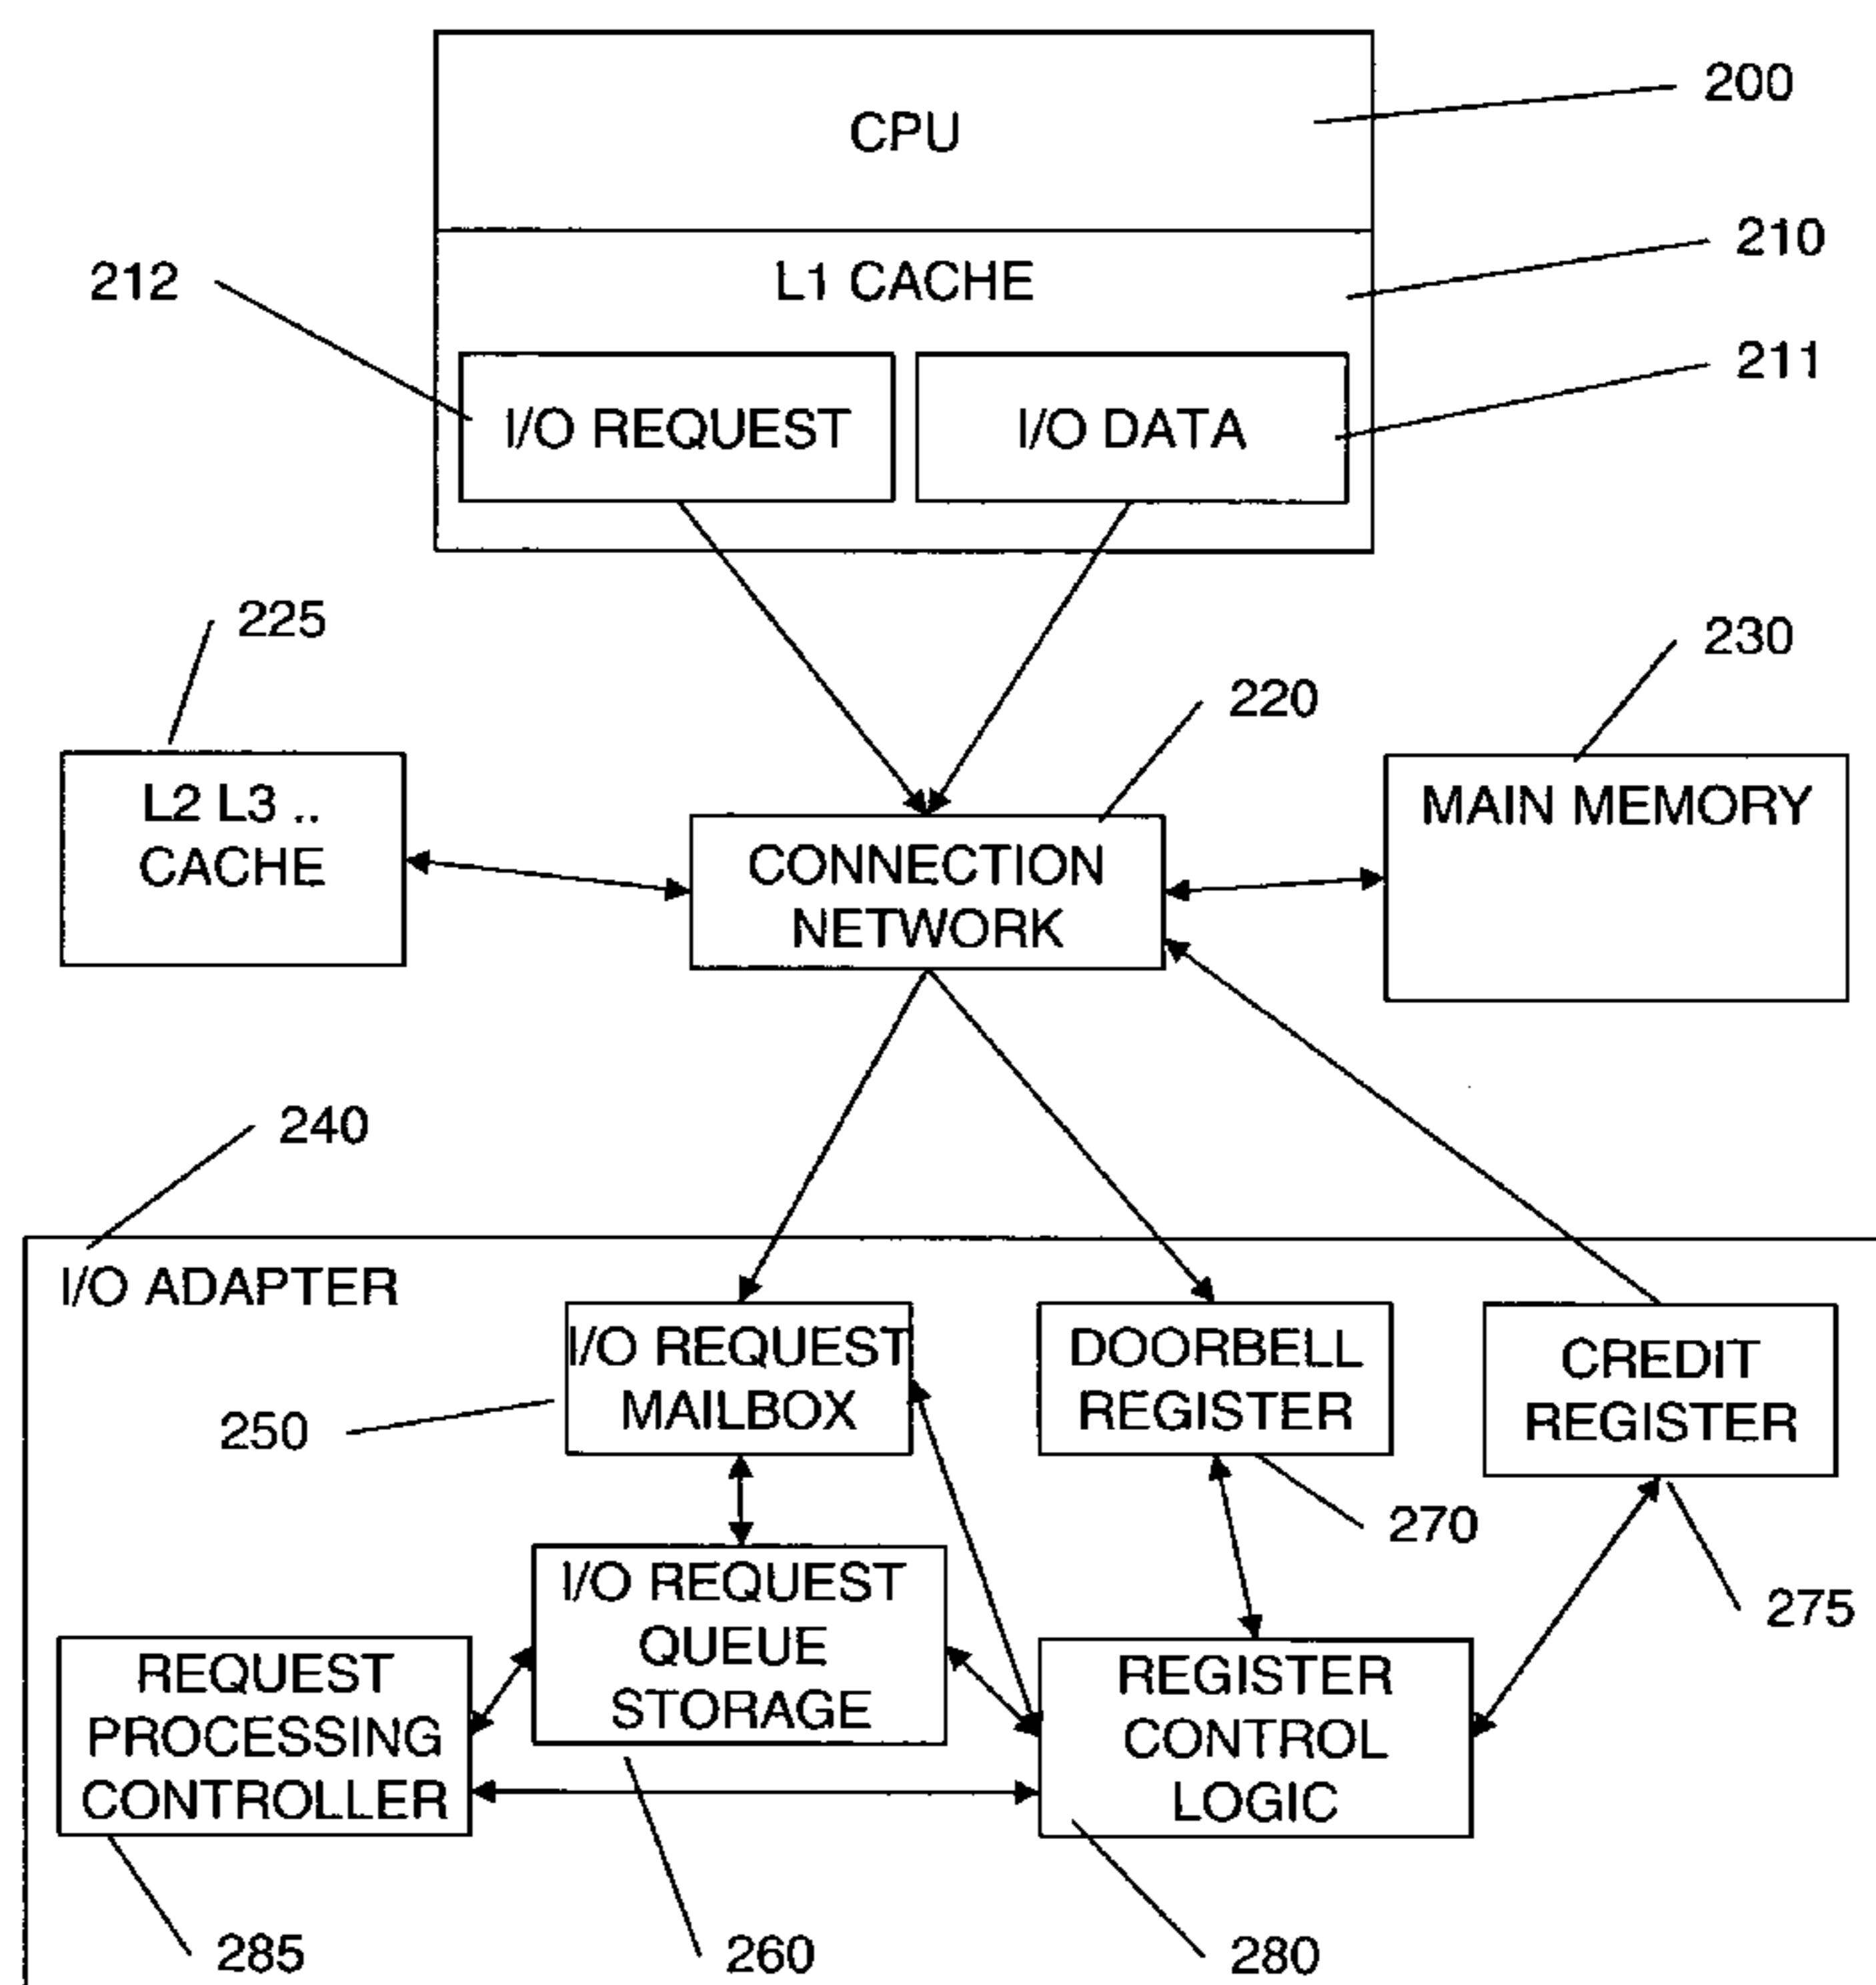 200
CPU
210
212
L1 CACHE
211
I/O REQUEST
I/O DATA
225
230
220
L2 L3 ..
CACHE
CONNECTION
NETWORK
MAIN MEMORY
240
I/O ADAPTER
I/O REQUEST
MAILBOX
DOORBELL
REGISTER
CREDIT
REGISTER
250
270
I/O REQUEST
QUEUE
STORAGE
275
REQUEST
PROCESSING
CONTROLLER
REGISTER
CONTROL
LOGIC
285
260
280